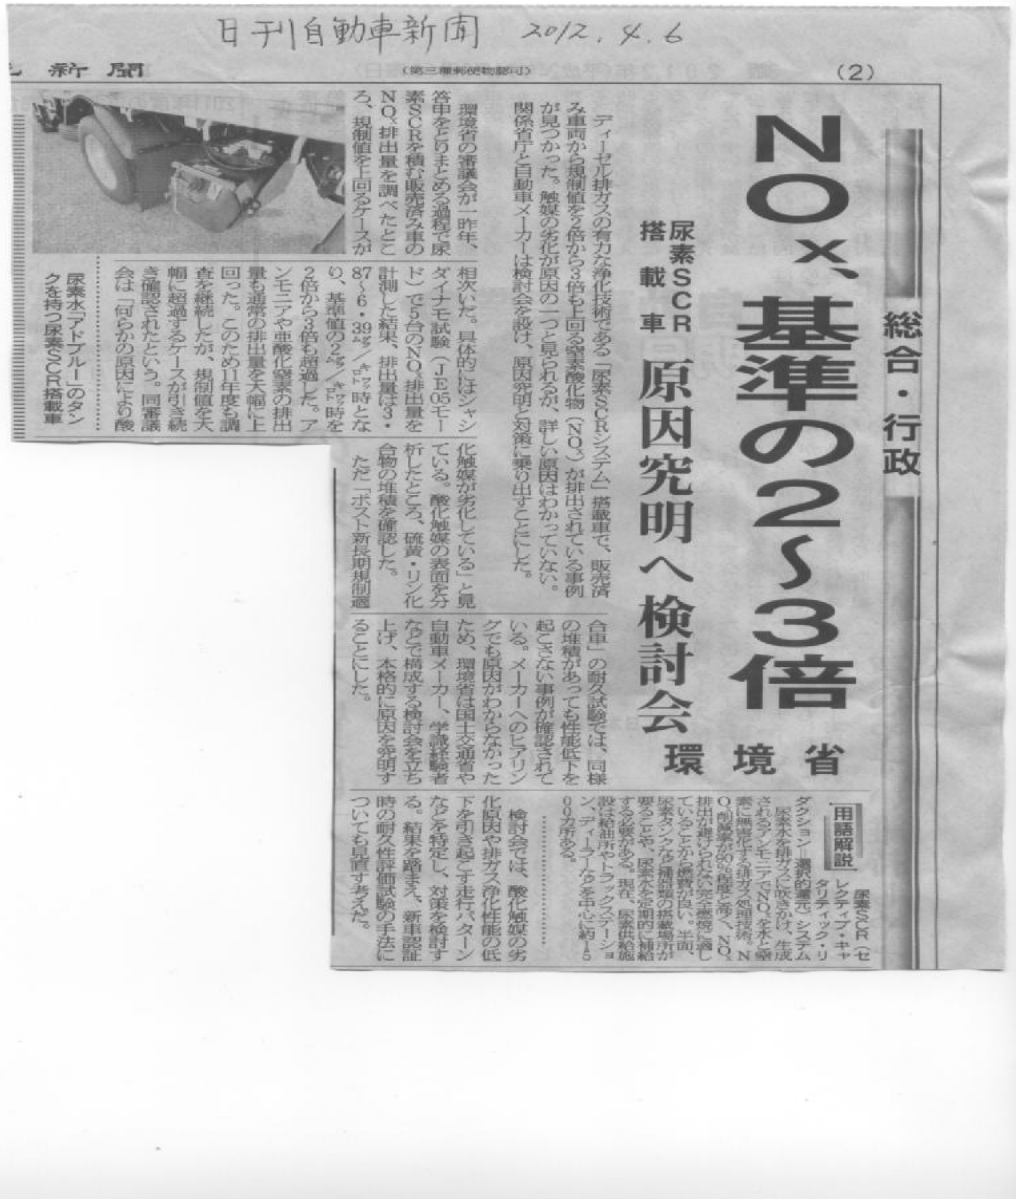 日刊自動車新聞 2012.4.6
新聞
(第三種郵便物認可)
(2)
総合・行政
NOx、基準の2〜3倍
環境省
尿素SCR
搭載車
原因究明へ検討会
ディーゼル排ガスの有力な浄化技術である「尿素SCRシステム」搭載車で、販売済
み車両から規制値を2倍から3倍も上回る窒素酸化物(NOx)が排出されている事例
が見つかった。触媒の劣化が原因の一つと見られるが、詳しい原因はわかっていない。
関係省庁と自動車メーカーは検討会を設け、原因究明と対策に乗り出すことにした。
環境省の審議会が一昨年、
答申をとりまとめる過程で尿
素SCRを積む販売済み車の
NOx排出量を調べたとこ
ろ、規制値を上回るケースが
相次いだ。具体的にはシャシ
ダイナモ試験(JE05モー
ド)で5台のNOx排出量を
計測した結果、排出量は3・
87〜6・39㌘/㌔㍗時とな
り、基準値の2㌘/㌔㍗時を
2倍から3倍も超過した。ア
ンモニアや亜酸化窒素の排出
量も通常の排出量を大幅に上
回った。このため11年度も調
査を継続したが、規制値を大
幅に超過するケースが引き続
き確認されたという。同審議
会は「何らかの原因により酸
化触媒が劣化している」と見
ている。酸化触媒の表面を分
析したところ、硫黄・リン化
合物の堆積を確認した。
ただ「ポスト新長期規制適
合車」の耐久試験では、同様
の堆積があっても性能低下を
起こさない事例が確認されて
いる。メーカーへのヒアリン
グでも原因がわからなかった
ため、環境省は国土交通省や
自動車メーカー、学識経験者
などで構成する検討会を立ち
上げ、本格的に原因を究明す
ることにした。
検討会では、酸化触媒の劣
化原因や排ガス浄化性能の低
下を引き起こす走行パターン
などを特定し、対策を検討す
る。結果を踏まえ、新車認証
時の耐久性評価試験の手法に
ついても見直す考えだ。
尿素水「アドブルー」のタン
クを持つ尿素SCR搭載車
用語解説
尿素SCR(セ
レクティブ・キャ
タリティック・リ
ダクション=選択的還元)システム
尿素水を排ガスに吹きかけ、生成
されるアンモニアでNOxを水と窒
素に無害化する排ガス処理技術。N
Ox削減率が80%程度と高く、NOx
排出が避けられない完全燃焼に適し
ていることから燃費が良い。半面、
尿素タンクなど補器類の搭載場所が
要ることや、尿素水を定期的に補給
する必要がある。現在、尿素供給施
設は給油所やトラックステーショ
ン、ディーラーなどを中心に約15
00カ所ある。